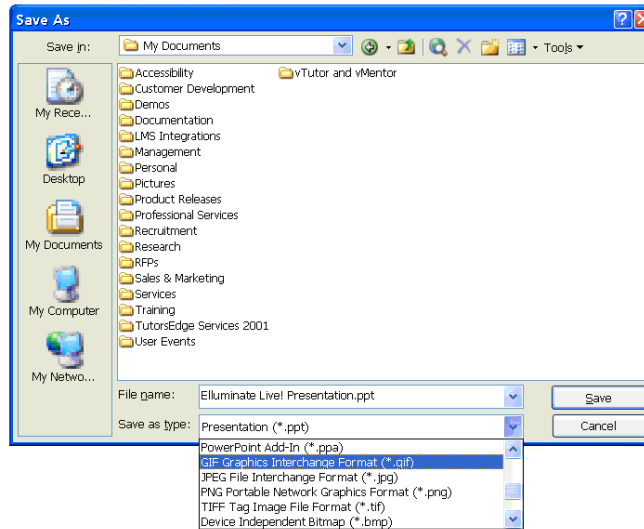 Save As
Save in:
My Documents
Tools
My Rece...
Desktop
My Documents
My Computer
My Netwo...
Accessibility
Customer Development
Demos
Documentation
LMS Integrations
Management
Personal
Pictures
Product Releases
Professional Services
Recruitment
Research
RFPs
Sales & Marketing
Services
Training
TutorsEdge Services 2001
User Events
vTutor and vMentor
File name:
Elluminate Live! Presentation.ppt
Save
Save as type:
Presentation (*.ppt)
Cancel
PowerPoint Add-In (*.ppa)
GIF Graphics Interchange Format (*.gif)
JPEG File Interchange Format (*.jpg)
PNG Portable Network Graphics Format (*.png)
TIFF Tag Image File Format (*.tif)
Device Independent Bitmap (*.bmp)